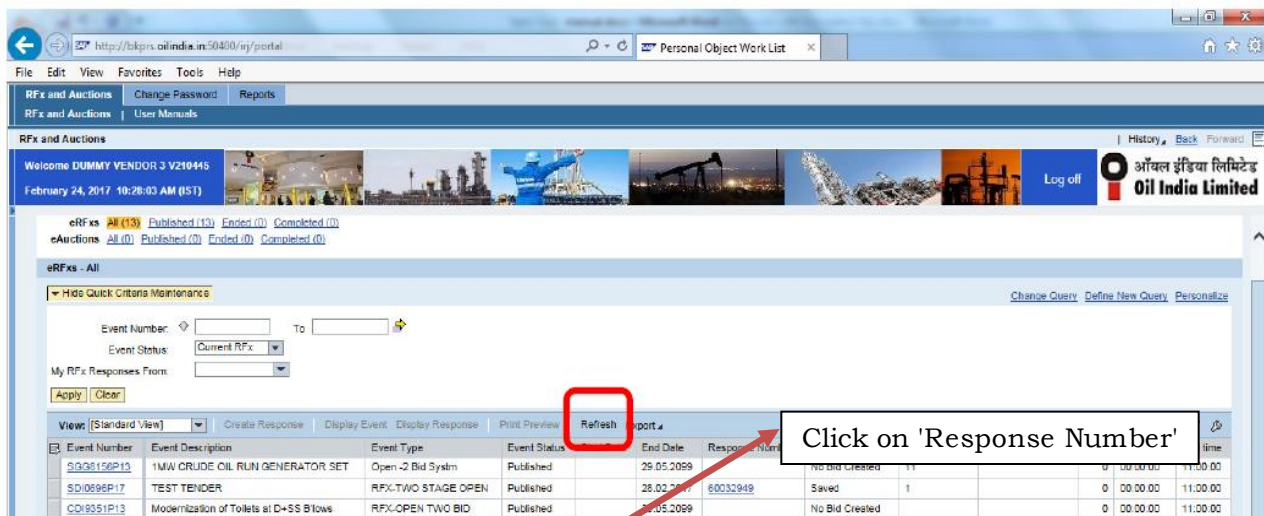 http://bkprs.oilindia.in:50400/irj/portal
Personal Object Work List
File Edit View Favorites Tools Help
RFx and Auctions Change Password Reports
RFx and Auctions | User Manuals
RFx and Auctions
| History Back Forward
Welcome DUMMY VENDOR 3 V210445
February 24, 2017 10:28:03 AM (IST)
Log off
ऑयल इंडिया लिमिटेड
Oil India Limited
eRFxs All (13) Published (13) Ended (0) Completed (0)
eAuctions All (0) Published (0) Ended (0) Completed (0)
eRFxs - All
Hide Quick Criteria Maintenance
Change Query Define New Query Personalize
Event Number: To
Event Status: Current RFx
My RFx Responses From:
Apply Clear
View: [Standard View] Create Response Display Event Display Response Print Preview Refresh Export
Click on 'Response Number'
Event Number Event Description Event Type Event Status End Date time
SGG6156P13 1MW CRUDE OIL RUN GENERATOR SET Open -2 Bid Systm Published 29.05.2099 No Bid Created 11 0 00:00:00 11:00:00
SDI0696P17 TEST TENDER RFX-TWO STAGE OPEN Published 28.02.2017 60032949 Saved 1 0 00:00:00 11:00:00
CDI9351P13 Modernization of Toilets at D+SS B'lows RFX-OPEN TWO BID Published No Bid Created 0 00:00:00 11:00:00